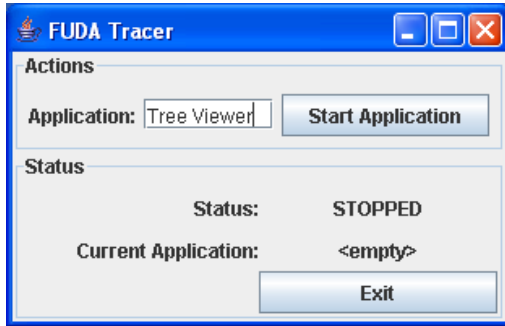 FUDA Tracer
Actions
Application: Tree Viewer Start Application
Status
Status: STOPPED
Current Application: <empty>
Exit